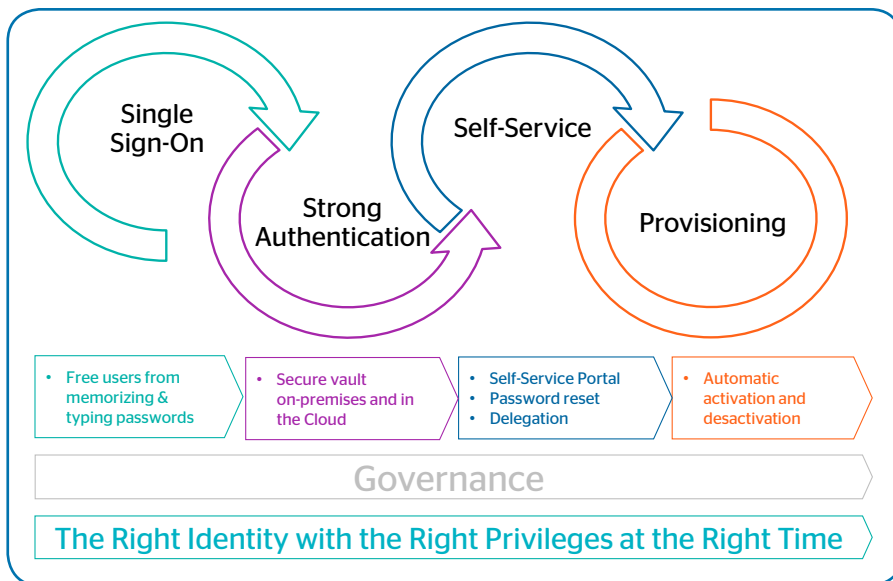 Single
Sign-On
Strong
Authentication
Self-Service
Provisioning
• Free users from
memorizing &
typing passwords
• Secure vault
on-premises and in
the Cloud
• Self-Service Portal
• Password reset
• Delegation
• Automatic
activation and
desactivation
Governance
The Right Identity with the Right Privileges at the Right Time